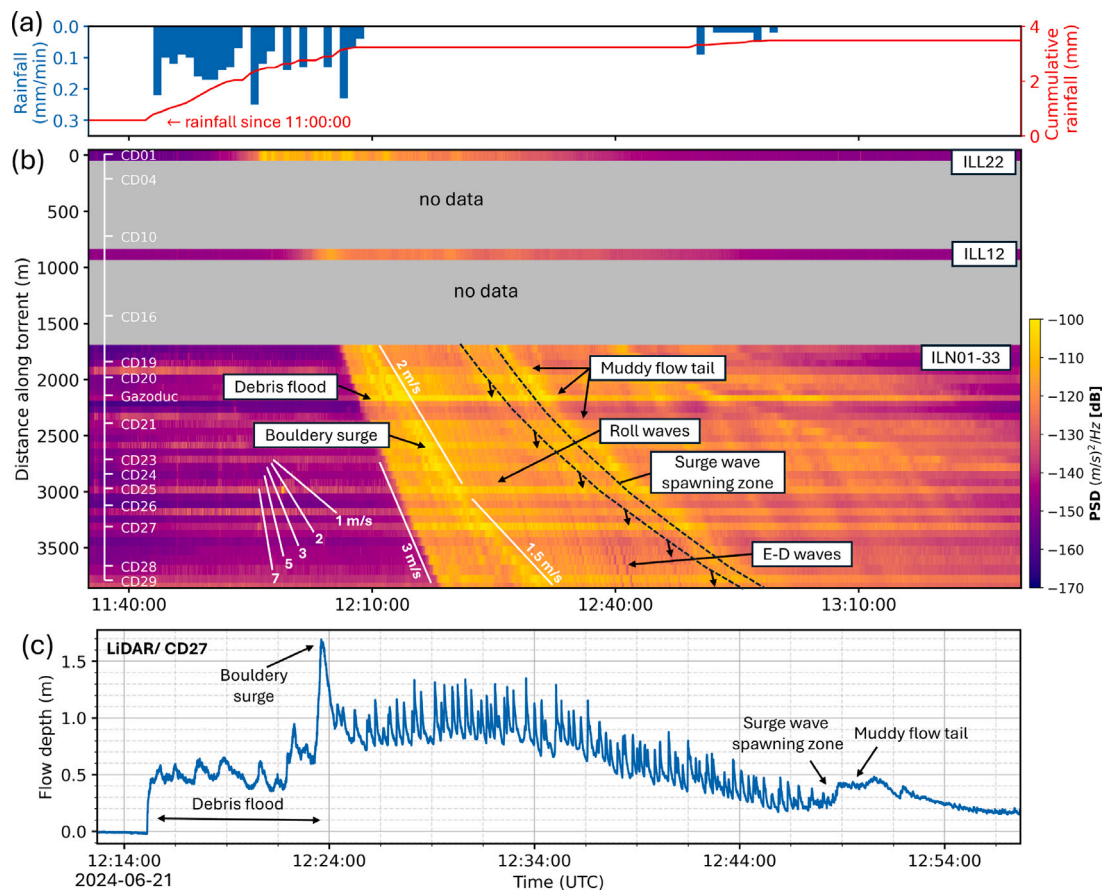 (a)
0.0
0.1
0.2
0.3
Rainfall
(mm/min)
← rainfall since 11:00:00
4
2
0
Cummulative
rainfall (mm)
(b)
0
500
1000
1500
2000
2500
3000
3500
Distance along torrent (m)
CD01
CD04
CD10
CD16
CD19
CD20
Gazoduc
CD21
CD23
CD24
CD25
CD26
CD27
CD28
CD29
ILL22
no data
ILL12
no data
ILN01-33
Debris flood
2 m/s
Muddy flow tail
Bouldery surge
Roll waves
Surge wave
spawning zone
1 m/s
2
3
5
7
3 m/s
1.5 m/s
E-D waves
11:40:00
12:10:00
12:40:00
13:10:00
−100
−110
−120
−130
−140
−150
−160
−170
PSD (m/s)²/Hz [dB]
(c)
LiDAR/ CD27
1.5
1.0
0.5
0.0
Flow depth (m)
Bouldery
surge
Debris flood
Surge wave
spawning zone
Muddy flow tail
12:14:00
12:24:00
12:34:00
12:44:00
12:54:00
2024-06-21
Time (UTC)